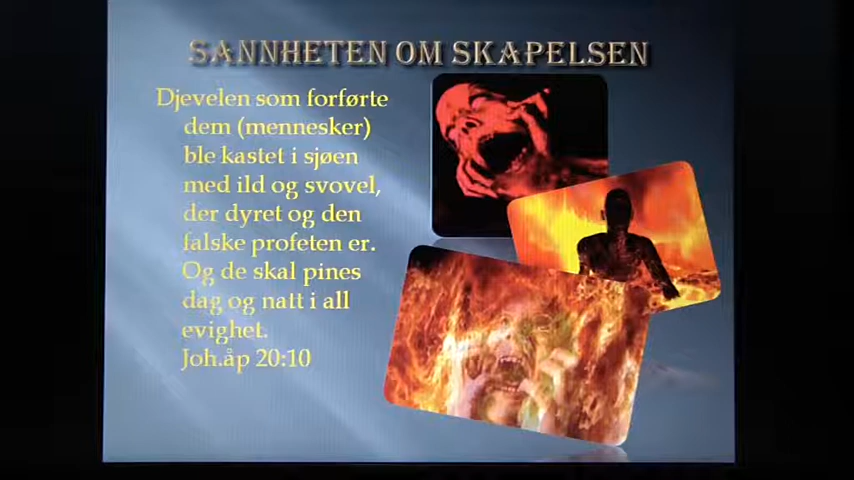 SANNHETEN OM SKAPELSEN
Djevelen som forførte
dem (mennesker)
ble kastet i sjøen
med ild og svovel,
der dyret og den
falske profeten er.
Og de skal pines
dag og natt i all
evighet.
Joh.åp 20:10